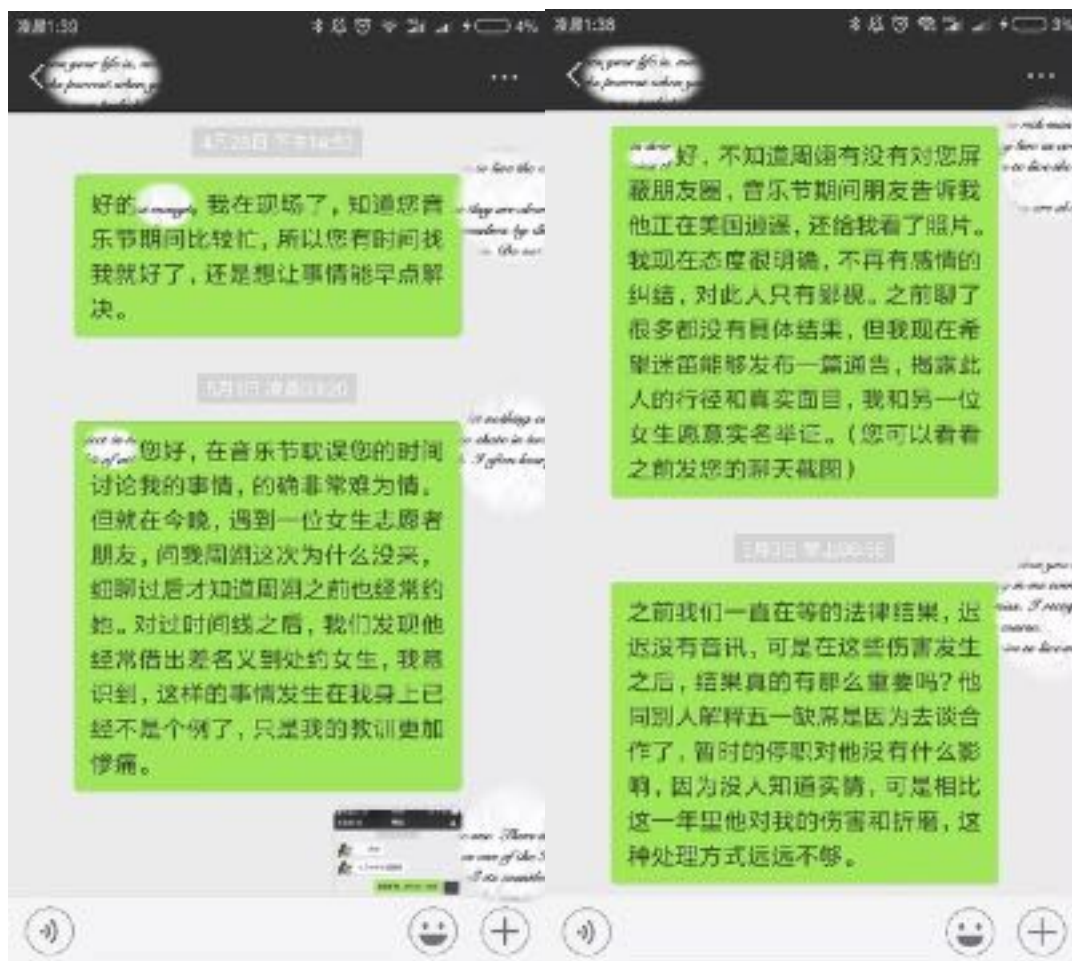 凌晨1:39
4%
好的，我在现场了，知道您音
乐节期间比较忙，所以您有时间找
我就好了，还是想让事情能早点解
决。
您好，在音乐节耽误您的时间
讨论我的事情，的确非常难为情。
但就在今晚，遇到一位女生志愿者
朋友，问我周翊这次为什么没来，
细聊过后才知道周翊之前也经常约
她。对过时间线之后，我们发现他
经常借出差名义到处约女生，我意
识到，这样的事情发生在我身上已
经不是个例了，只是我的教训更加
惨痛。
凌晨1:38
3%
好，不知道周翊有没有对您屏
蔽朋友圈，音乐节期间朋友告诉我
他正在美国逍遥，还给我看了照片。
我现在态度很明确，不再有感情的
纠结，对此人只有鄙视。之前聊了
很多都没有具体结果，但我现在希
望迷笛能够发布一篇通告，揭露此
人的行径和真实面目，我和另一位
女生愿意实名举证。（您可以看看
之前发您的聊天截图）
之前我们一直在等的法律结果，迟
迟没有音讯，可是在这些伤害发生
之后，结果真的有那么重要吗？他
同别人解释五一缺席是因为去谈合
作了，暂时的停职对他没有什么影
响，因为没人知道实情，可是相比
这一年里他对我的伤害和折磨，这
种处理方式远远不够。